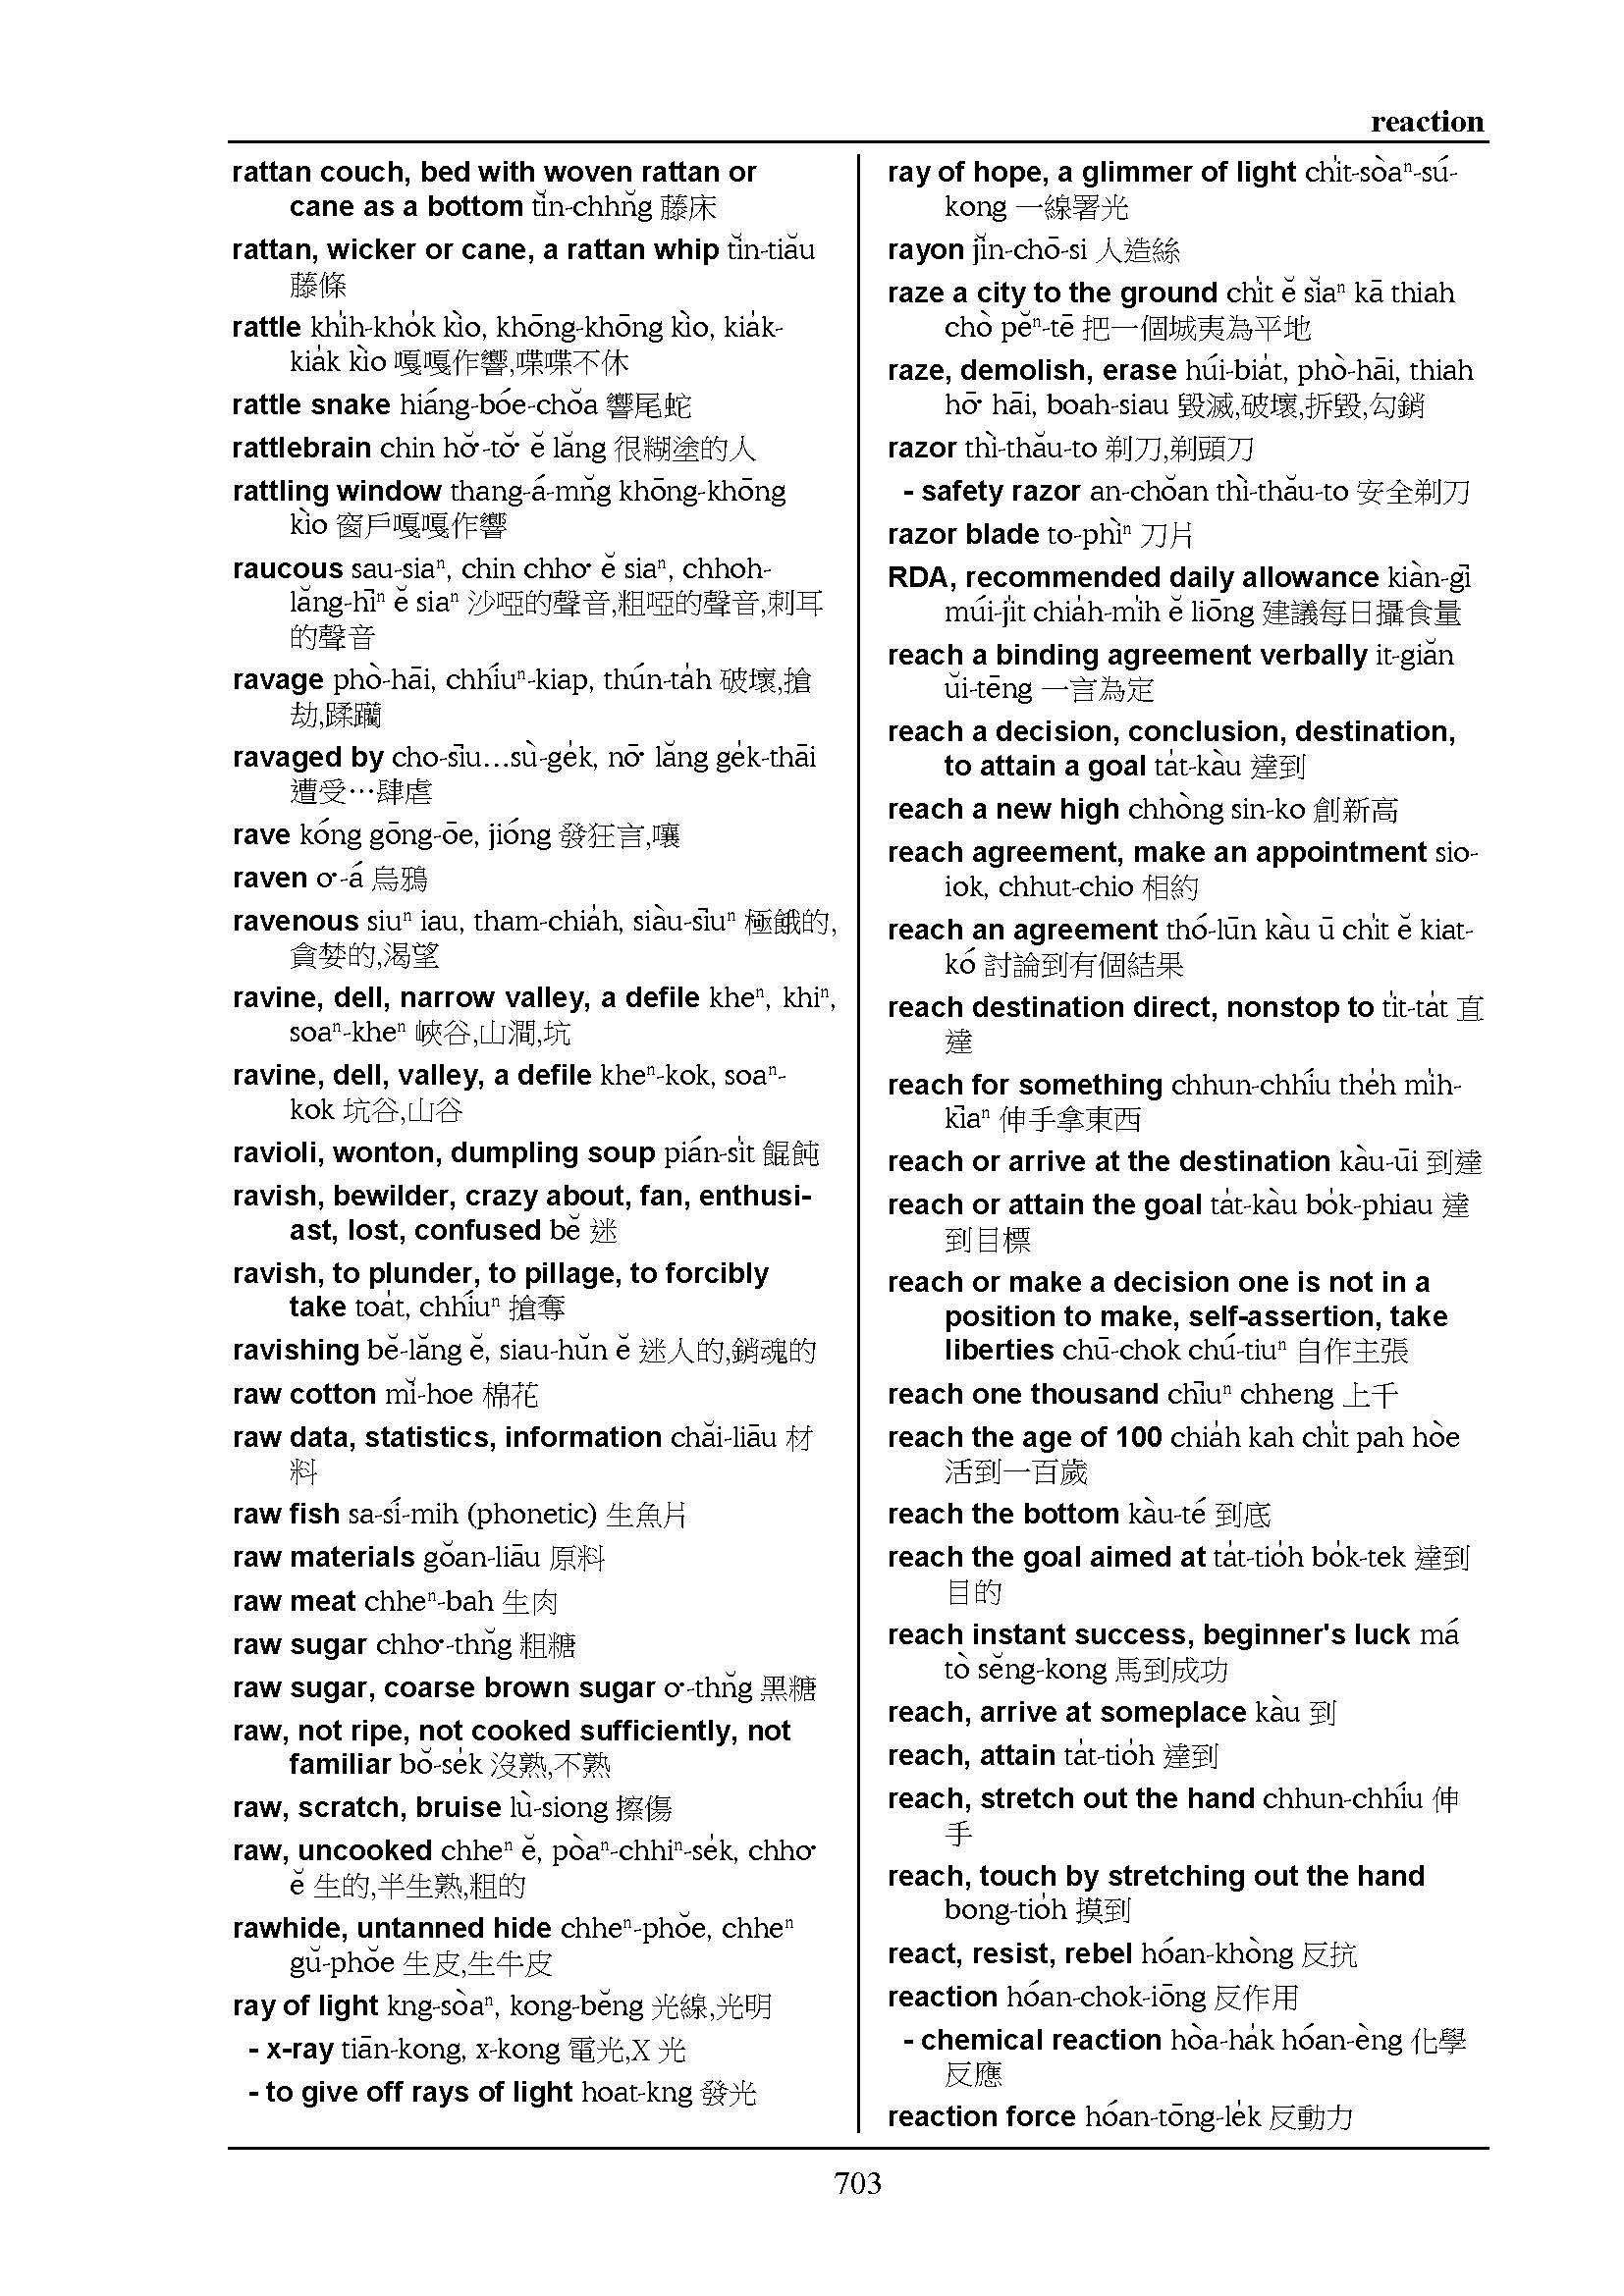 reaction
rattan couch, bed with woven rattan or
cane as a bottom tĭn-chhn̆g 藤床
rattan, wicker or cane, a rattan whip tĭn-tiău
藤條
rattle khi̍h-kho̍k kìo, khōng-khōng kìo, kia̍k-
kia̍k kìo 嘎嘎作響,喋喋不休
rattle snake hiáng-bóe-chŏa 響尾蛇
rattlebrain chin hŏ͘-tŏ͘ ĕ lăng 很糊塗的人
rattling window thang-á-mn̆g khōng-khōng
kìo 窗戶嘎嘎作響
raucous sau-siaⁿ, chin chho͘ ĕ siaⁿ, chhoh-
lăng-hīⁿ ĕ siaⁿ 沙啞的聲音,粗啞的聲音,刺耳
的聲音
ravage phò-hāi, chhíuⁿ-kiap, thún-ta̍h 破壞,搶
劫,蹂躪
ravaged by cho-sīu…sù-ge̍k, nō͘ lăng ge̍k-thāi
遭受…肆虐
rave kóng gōng-ōe, jióng 發狂言,嚷
raven o͘-á 烏鴉
ravenous siuⁿ iau, tham-chia̍h, siàu-sīuⁿ 極餓的,
貪婪的,渴望
ravine, dell, narrow valley, a defile kheⁿ, khiⁿ,
soaⁿ-kheⁿ 峽谷,山澗,坑
ravine, dell, valley, a defile kheⁿ-kok, soaⁿ-
kok 坑谷,山谷
ravioli, wonton, dumpling soup pián-si̍t 餛飩
ravish, bewilder, crazy about, fan, enthusi-
ast, lost, confused bĕ 迷
ravish, to plunder, to pillage, to forcibly
take toa̍t, chhíuⁿ 搶奪
ravishing bĕ-lăng ĕ, siau-hŭn ĕ 迷人的,銷魂的
raw cotton mĭ-hoe 棉花
raw data, statistics, information chăi-liāu 材
料
raw fish sa-sí-mih (phonetic) 生魚片
raw materials gŏan-liāu 原料
raw meat chheⁿ-bah 生肉
raw sugar chho͘-thn̆g 粗糖
raw sugar, coarse brown sugar o͘-thn̆g 黑糖
raw, not ripe, not cooked sufficiently, not
familiar bŏ-se̍k 沒熟,不熟
raw, scratch, bruise lù-siong 擦傷
raw, uncooked chheⁿ ĕ, pòaⁿ-chhiⁿ-se̍k, chho͘
ĕ 生的,半生熟,粗的
rawhide, untanned hide chheⁿ-phŏe, chheⁿ
gŭ-phŏe 生皮,生牛皮
ray of light kng-sòaⁿ, kong-bĕng 光線,光明
- x-ray tiān-kong, x-kong 電光,X 光
- to give off rays of light hoat-kng 發光
ray of hope, a glimmer of light chi̍t-sòaⁿ-sú-
kong 一線署光
rayon jĭn-chō-si 人造絲
raze a city to the ground chi̍t ĕ sĭaⁿ kā thiah
chò pĕⁿ-tē 把一個城夷為平地
raze, demolish, erase húi-bia̍t, phò-hāi, thiah
hō͘ hāi, boah-siau 毀滅,破壞,拆毀,勾銷
razor thì-thău-to 剃刀,剃頭刀
- safety razor an-chŏan thì-thău-to 安全剃刀
razor blade to-phìⁿ 刀片
RDA, recommended daily allowance kiàn-gī
múi-ji̍t chia̍h-mi̍h ĕ liōng 建議每日攝食量
reach a binding agreement verbally it-giăn
ŭi-tēng 一言為定
reach a decision, conclusion, destination,
to attain a goal ta̍t-kàu 達到
reach a new high chhòng sin-ko 創新高
reach agreement, make an appointment sio-
iok, chhut-chio 相約
reach an agreement thó-lūn kàu ū chi̍t ĕ kiat-
kó 討論到有個結果
reach destination direct, nonstop to ti̍t-ta̍t 直
達
reach for something chhun-chhíu the̍h mi̍h-
kīaⁿ 伸手拿東西
reach or arrive at the destination kàu-ūi 到達
reach or attain the goal ta̍t-kàu bo̍k-phiau 達
到目標
reach or make a decision one is not in a
position to make, self-assertion, take
liberties chū-chok chú-tiuⁿ 自作主張
reach one thousand chīuⁿ chheng 上千
reach the age of 100 chia̍h kah chi̍t pah hòe
活到一百歲
reach the bottom kàu-té 到底
reach the goal aimed at ta̍t-tio̍h bo̍k-tek 達到
目的
reach instant success, beginner's luck má
tò sĕng-kong 馬到成功
reach, arrive at someplace kàu 到
reach, attain ta̍t-tio̍h 達到
reach, stretch out the hand chhun-chhíu 伸
手
reach, touch by stretching out the hand
bong-tio̍h 摸到
react, resist, rebel hóan-khòng 反抗
reaction hóan-chok-iōng 反作用
- chemical reaction hòa-ha̍k hóan-èng 化學
反應
reaction force hóan-tōng-le̍k 反動力
703